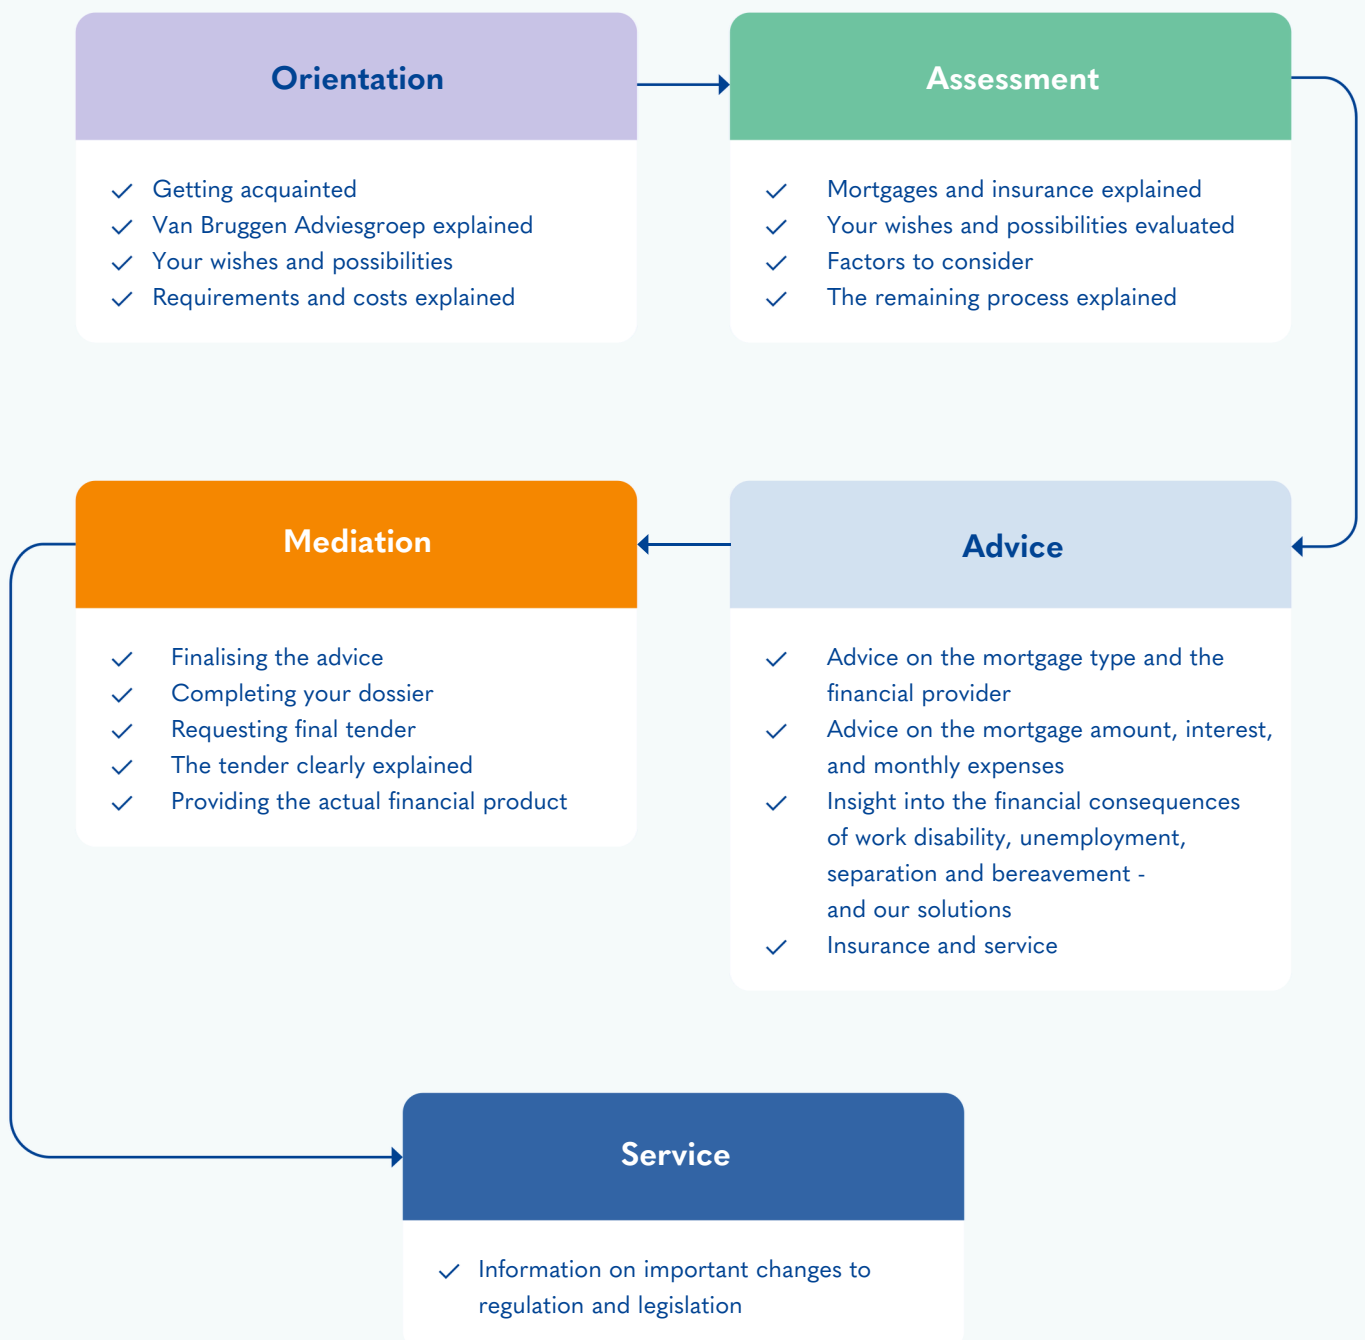 Orientation
Getting acquainted
Van Bruggen Adviesgroep explained
Your wishes and possibilities
Requirements and costs explained
Assessment
Mortgages and insurance explained
Your wishes and possibilities evaluated
Factors to consider
The remaining process explained
Advice
Advice on the mortgage type and the
financial provider
Advice on the mortgage amount, interest,
and monthly expenses
Insight into the financial consequences
of work disability, unemployment,
separation and bereavement -
and our solutions
Insurance and service
Mediation
Finalising the advice
Completing your dossier
Requesting final tender
The tender clearly explained
Providing the actual financial product
Service
Information on important changes to
regulation and legislation